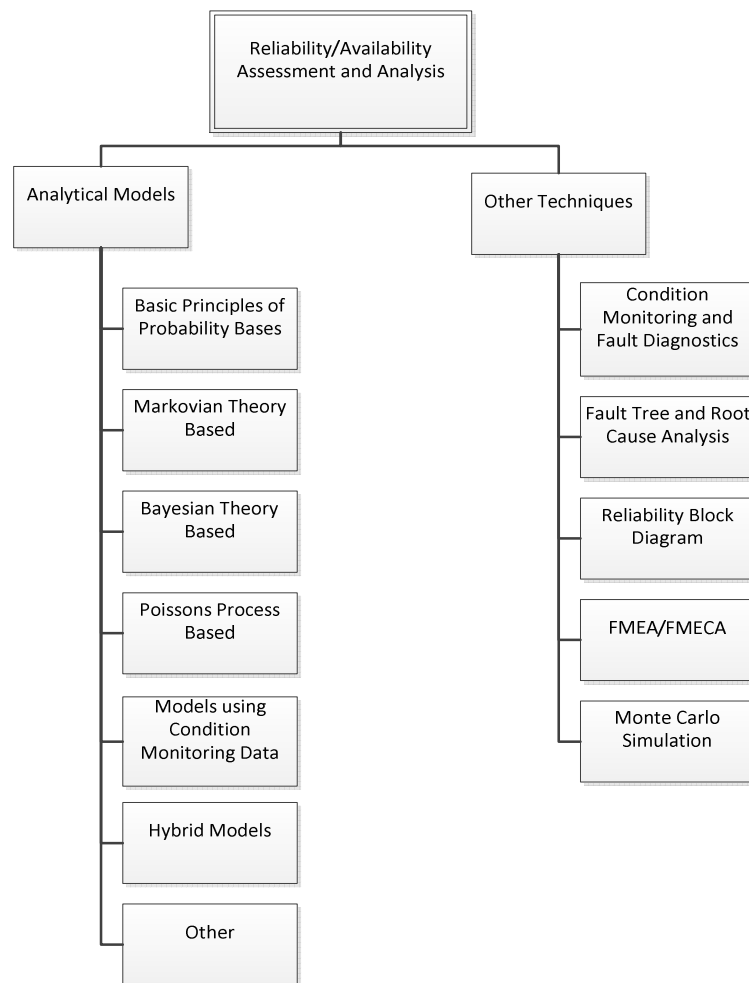 Reliability/Availability
Assessment and Analysis
Analytical Models
Basic Principles of
Probability Bases
Markovian Theory
Based
Bayesian Theory
Based
Poissons Process
Based
Models using
Condition
Monitoring Data
Hybrid Models
Other
Other Techniques
Condition
Monitoring and
Fault Diagnostics
Fault Tree and Root
Cause Analysis
Reliability Block
Diagram
FMEA/FMECA
Monte Carlo
Simulation